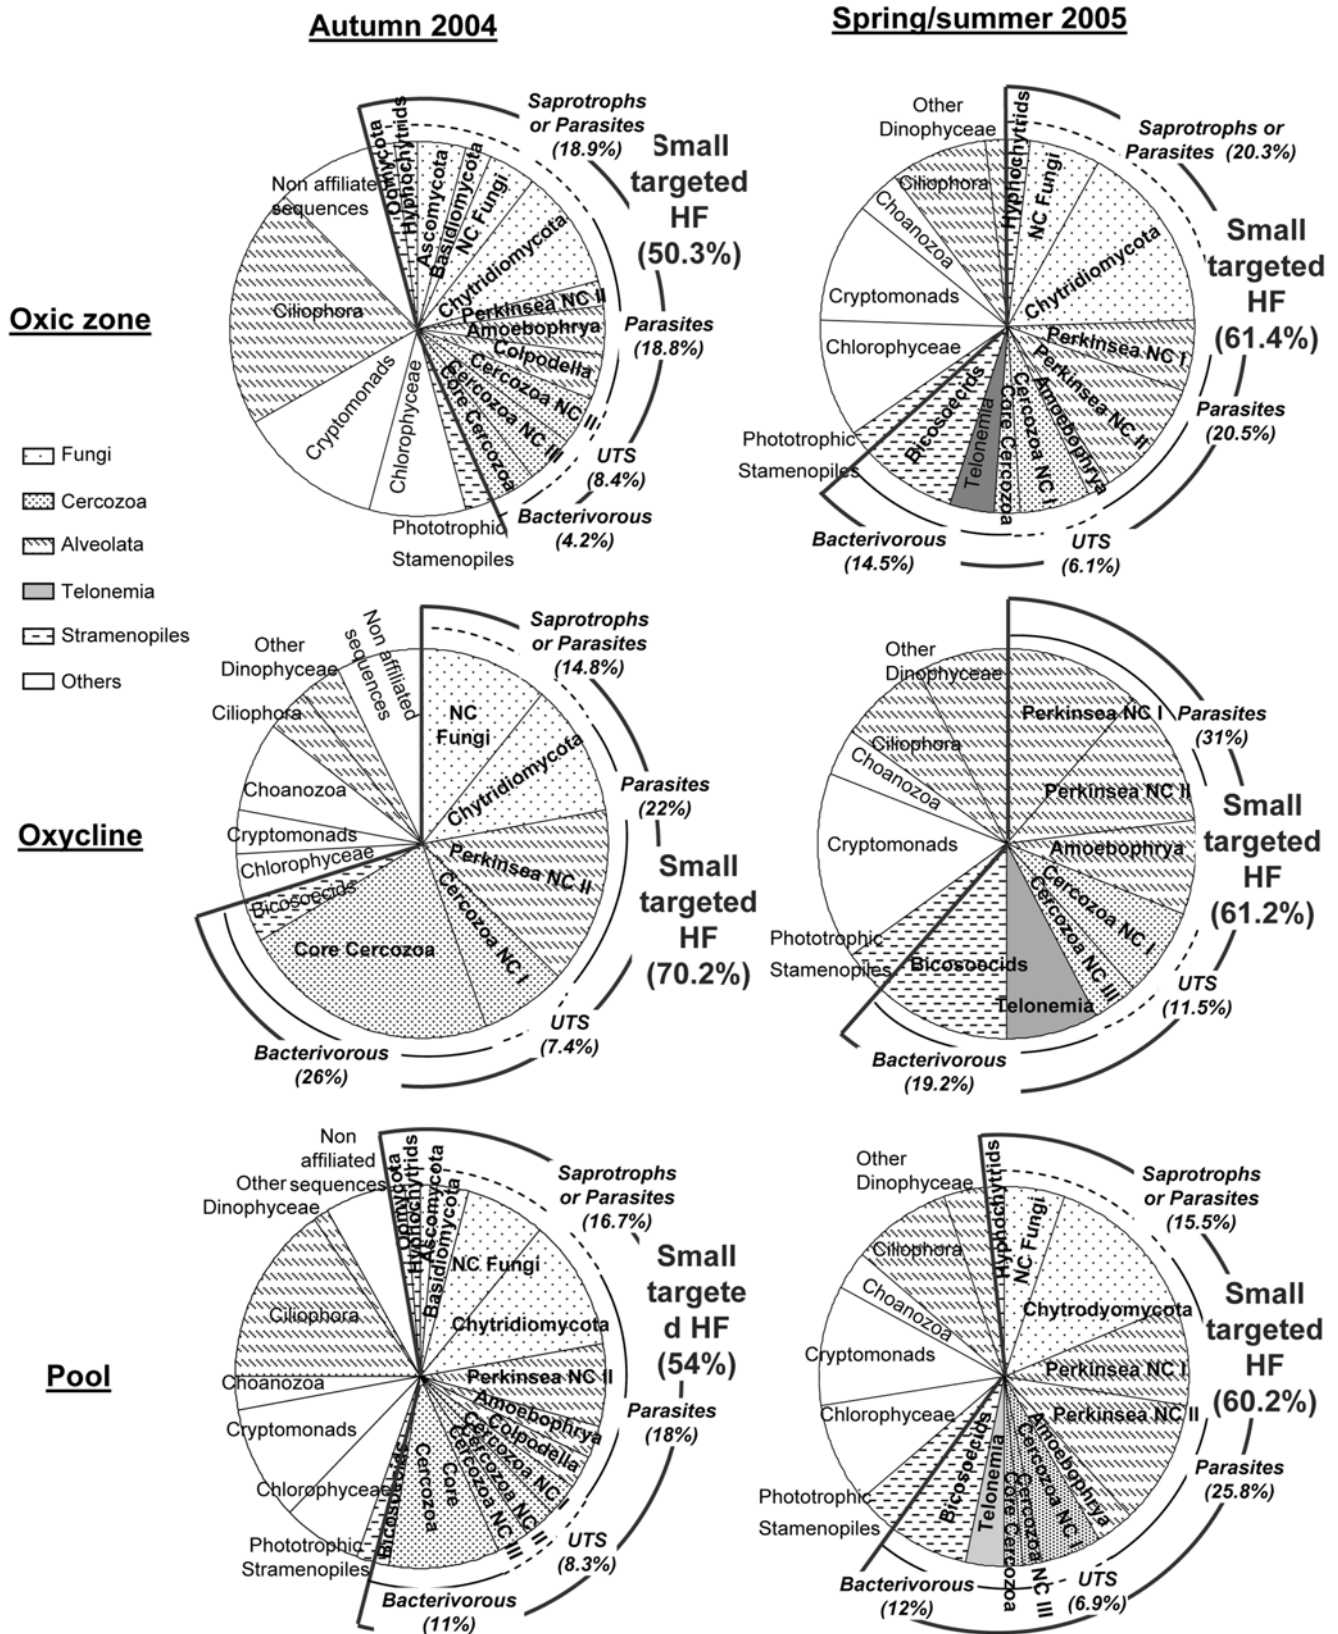 Autumn 2004
Spring/summer 2005
Oxic zone
Oomycota
Hyprochytrids
Ascomycota
Basidiomycota
NC Fungi
Chytridiomycota
Perkinsea NC II
Amoebophrya
Colpodella
Cercozoa NC II
Cercozoa NC III
Core Cercozoa
Phototrophic
Stamenopiles
Chlorophyceae
Cryptomonads
Ciliophora
Non affiliate
sequences
Saprotrophs
or Parasites
(18.9%)
Small
targeted
HF
(50.3%)
Parasites
(18.8%)
UTS
(8.4%)
Bacterivorous
(4.2%)
Other
Dinophyceae
Hyphochytrids
NC Fungi
Chytridiomycota
Perkinsea NC I
Perkinsea NC II
Amoebophrya
Cercozoa NC I
Core Cercozoa
Telonemia
Bicosoecids
Phototrophic
Stamenopiles
Chlorophyceae
Cryptomonads
Choanozoa
Ciliophora
Saprotrophs or
Parasites (20.3%)
Small
targeted
HF
(61.4%)
Parasites
(20.5%)
UTS
(6.1%)
Bacterivorous
(14.5%)
Fungi
Cercozoa
Alveolata
Telonemia
Stramenopiles
Others
Oxycline
NC
Fungi
Chytridiomycota
Perkinsea NC II
Cercozoa NC I
Core Cercozoa
Bicosoecids
Chlorophyceae
Cryptomonads
Choanozoa
Ciliophora
Other
Dinophyceae
Non affiliated
sequences
Saprotrophs
or Parasites
(14.8%)
Parasites
(22%)
Small
targeted
HF
(70.2%)
UTS
(7.4%)
Bacterivorous
(26%)
Other
Dinophyceae
Perkinsea NC I
Perkinsea NC II
Amoebophrya
Cercozoa NC I
Cercozoa NC III
Telonemia
Bicosoecids
Phototrophic
Stamenopiles
Cryptomonads
Choanozoa
Ciliophora
Parasites
(31%)
Small
targeted
HF
(61.2%)
UTS
(11.5%)
Bacterivorous
(19.2%)
Pool
Non
affiliated
sequences
Other
Dinophyceae
Oomycota
Hyphochytrids
Ascomycota
Basidiomycota
NC Fungi
Chytridiomycota
Perkinsea NC II
Amoebophrya
Colpodella
Cercozoa NC I
Cercozoa NC II
Cercozoa NC III
Core
Cercozoa
Bicosoecids
Phototrophic
Stramenopiles
Chlorophyceae
Cryptomonads
Choanozoa
Ciliophora
Saprotrophs
or Parasites
(16.7%)
Small
targete
d HF
(54%)
Parasites
(18%)
UTS
(8.3%)
Bacterivorous
(11%)
Other
Dinophyceae
Hyphochytrids
NC Fungi
Chytrodyomycota
Perkinsea NC I
Perkinsea NC II
Amoebophrya
Cercozoa NC I
Cercozoa NC III
Core Cercozoa
Telonemia
Bicosoecids
Phototrophic
Stamenopiles
Chlorophyceae
Cryptomonads
Choanozoa
Ciliophora
Saprotrophs
or Parasites
(15.5%)
Small
targeted
HF
(60.2%)
Parasites
(25.8%)
UTS
(6.9%)
Bacterivorous
(12%)